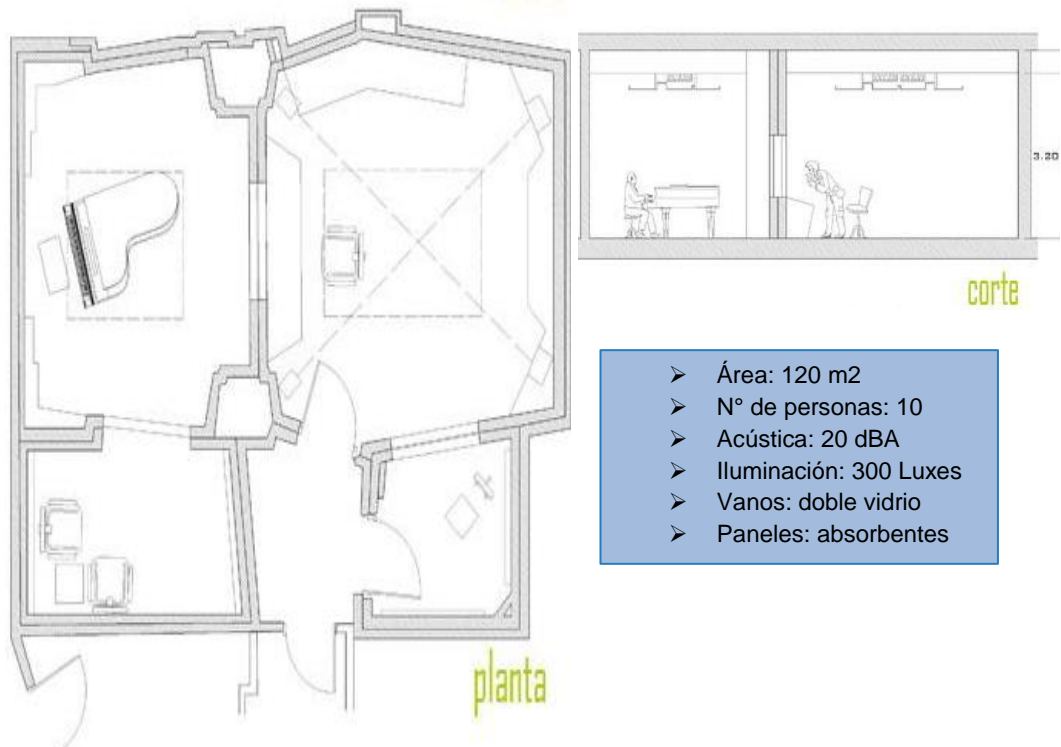 3.20
corte
➢ Área: 120 m2
➢ N° de personas: 10
➢ Acústica: 20 dBA
➢ Iluminación: 300 Luxes
➢ Vanos: doble vidrio
➢ Paneles: absorbentes
planta